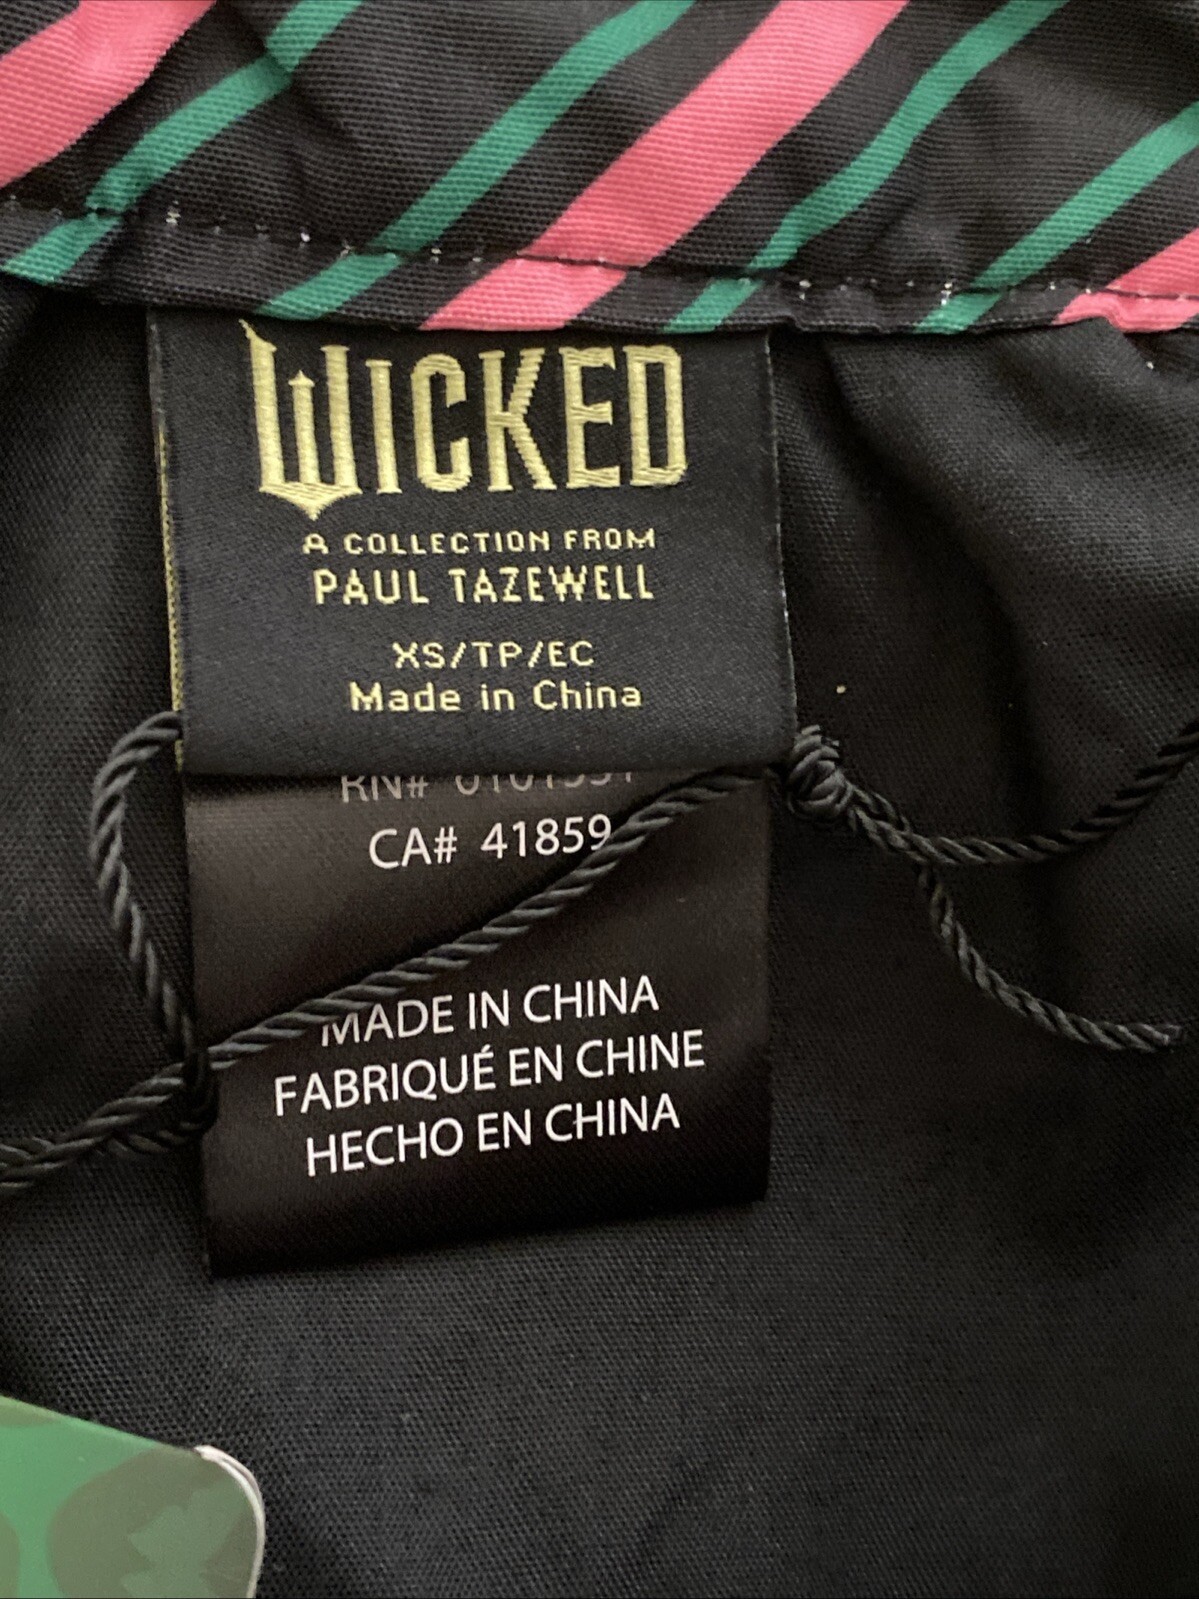 WICKED
A COLLECTION FROM
PAUL TAZEWELL
XS/TP/EC
Made in China
RN#
CA# 41859
MADE IN CHINA
FABRIQUÉ EN CHINE
HECHO EN CHINA